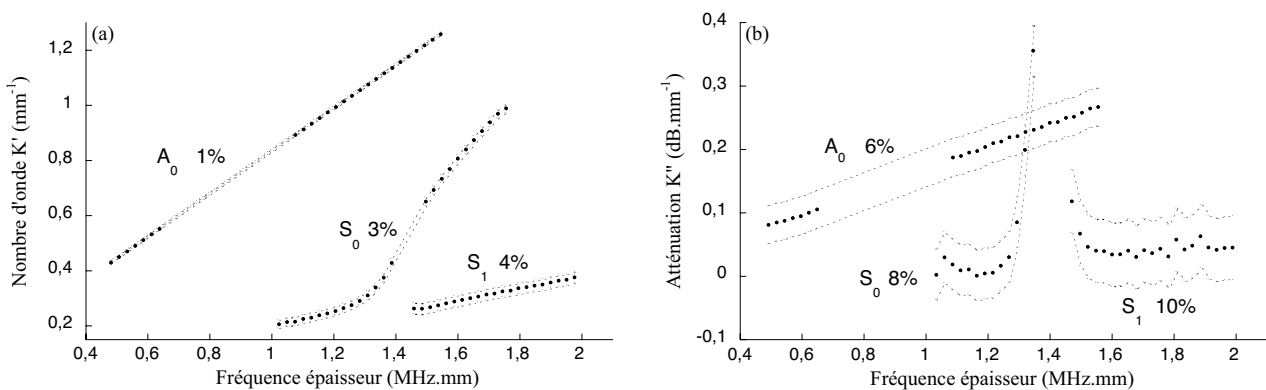 (a)
Nombre d'onde K' (mm-1)
1,2
1
0,8
0,6
0,4
0,2
A0 1%
S0 3%
S1 4%
0,4 0,6 0,8 1 1,2 1,4 1,6 1,8 2
Fréquence épaisseur (MHz.mm)
(b)
Atténuation K'' (dB.mm-1)
0,4
0,3
0,2
0,1
0
-0,1
A0 6%
S0 8%
S1 10%
0,4 0,6 0,8 1 1,2 1,4 1,6 1,8 2
Fréquence épaisseur (MHz.mm)